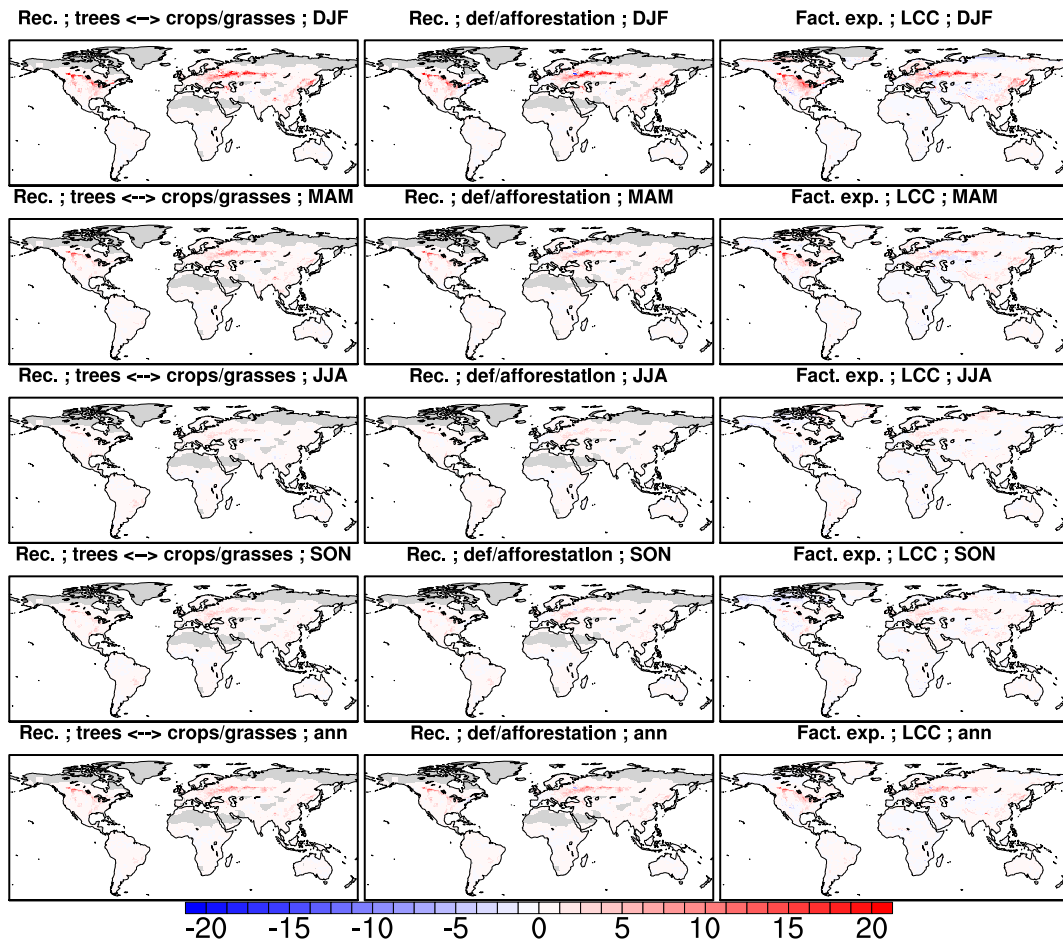 Rec. ; trees <--> crops/grasses ; DJF
Rec. ; def/afforestation ; DJF
Fact. exp. ; LCC ; DJF
Rec. ; trees <--> crops/grasses ; MAM
Rec. ; def/afforestation ; MAM
Fact. exp. ; LCC ; MAM
Rec. ; trees <--> crops/grasses ; JJA
Rec. ; def/afforestation ; JJA
Fact. exp. ; LCC ; JJA
Rec. ; trees <--> crops/grasses ; SON
Rec. ; def/afforestation ; SON
Fact. exp. ; LCC ; SON
Rec. ; trees <--> crops/grasses ; ann
Rec. ; def/afforestation ; ann
Fact. exp. ; LCC ; ann
-20 -15 -10 -5 0 5 10 15 20